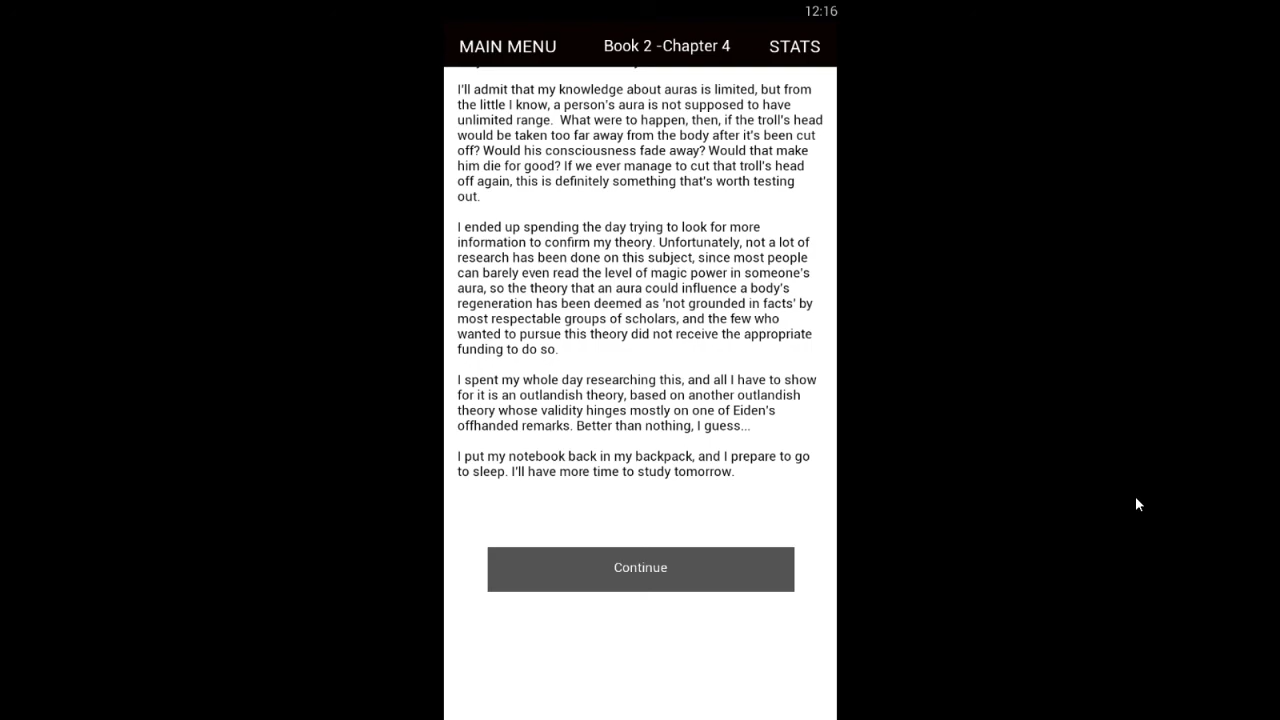 12:16
MAIN MENU Book 2 -Chapter 4 STATS
I'll admit that my knowledge about auras is limited, but from
the little I know, a person's aura is not supposed to have
unlimited range.  What were to happen, then, if the troll's head
would be taken too far away from the body after it's been cut
off? Would his consciousness fade away? Would that make
him die for good? If we ever manage to cut that troll's head
off again, this is definitely something that's worth testing
out.
I ended up spending the day trying to look for more
information to confirm my theory. Unfortunately, not a lot of
research has been done on this subject, since most people
can barely even read the level of magic power in someone's
aura, so the theory that an aura could influence a body's
regeneration has been deemed as 'not grounded in facts' by
most respectable groups of scholars, and the few who
wanted to pursue this theory did not receive the appropriate
funding to do so.
I spent my whole day researching this, and all I have to show
for it is an outlandish theory, based on another outlandish
theory whose validity hinges mostly on one of Eiden's
offhanded remarks. Better than nothing, I guess...
I put my notebook back in my backpack, and I prepare to go
to sleep. I'll have more time to study tomorrow.
Continue